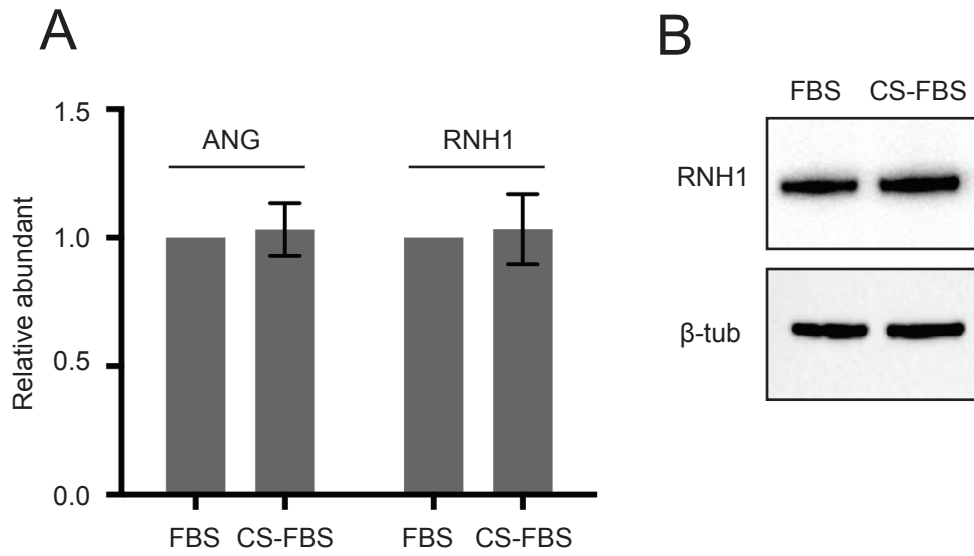 A
1.5
1.0
0.5
0.0
Relative abundant
ANG
RNH1
FBS CS-FBS FBS CS-FBS
B
FBS CS-FBS
RNH1
β-tub